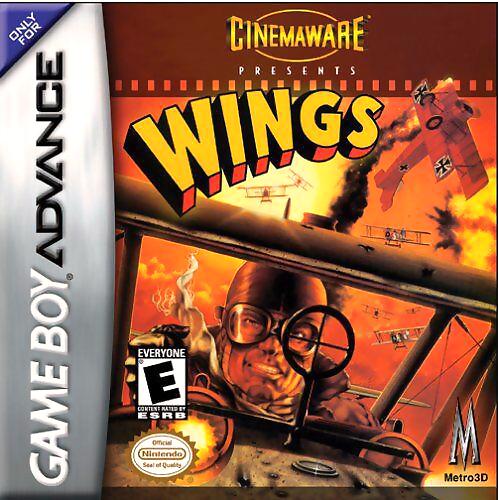 ONLY
FOR
GAME BOY ADVANCE
CINEMAWARE
PRESENTS
WINGS
EVERYONE
E
CONTENT RATED BY
ESRB
Official
Nintendo
Seal of Quality
M
Metro3D